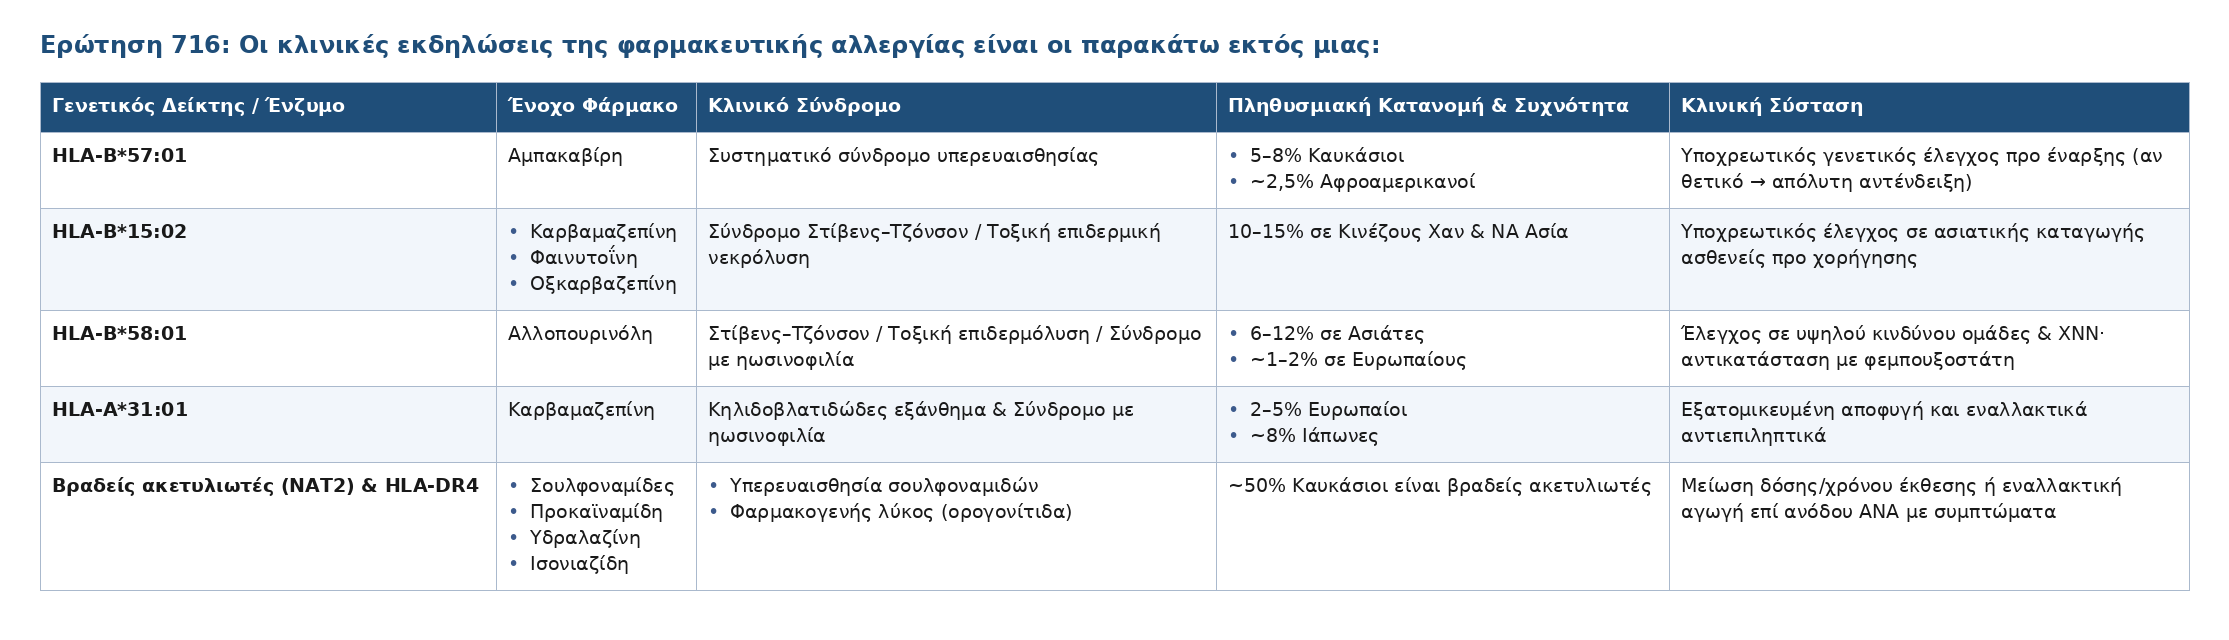 Ερώτηση 716: Οι κλινικές εκδηλώσεις της φαρμακευτικής αλλεργίας είναι οι παρακάτω εκτός μιας:
Γενετικός Δείκτης / Ένζυμο
Ένοχο Φάρμακο
Κλινικό Σύνδρομο
Πληθυσμιακή Κατανομή & Συχνότητα
Κλινική Σύσταση
HLA-B*57:01
Αμπακαβίρη
Συστηματικό σύνδρομο υπερευαισθησίας
• 5–8% Καυκάσιοι
• ~2,5% Αφροαμερικανοί
Υποχρεωτικός γενετικός έλεγχος προ έναρξης (αν
θετικό → απόλυτη αντένδειξη)
HLA-B*15:02
• Καρβαμαζεπίνη
• Φαινυτοΐνη
• Οξκαρβαζεπίνη
Σύνδρομο Στίβενς–Τζόνσον / Τοξική επιδερμική
νεκρόλυση
10–15% σε Κινέζους Χαν & ΝΑ Ασία
Υποχρεωτικός έλεγχος σε ασιατικής καταγωγής
ασθενείς προ χορήγησης
HLA-B*58:01
Αλλοπουρινόλη
Στίβενς–Τζόνσον / Τοξική επιδερμόλυση / Σύνδρομο
με ηωσινοφιλία
• 6–12% σε Ασιάτες
• ~1–2% σε Ευρωπαίους
Έλεγχος σε υψηλού κινδύνου ομάδες & ΧΝΝ·
αντικατάσταση με φεμπουξοστάτη
HLA-A*31:01
Καρβαμαζεπίνη
Κηλιδοβλατιδώδες εξάνθημα & Σύνδρομο με
ηωσινοφιλία
• 2–5% Ευρωπαίοι
• ~8% Ιάπωνες
Εξατομικευμένη αποφυγή και εναλλακτικά
αντιεπιληπτικά
Βραδείς ακετυλιωτές (NAT2) & HLA-DR4
• Σουλφοναμίδες
• Προκαϊναμίδη
• Υδραλαζίνη
• Ισονιαζίδη
• Υπερευαισθησία σουλφοναμιδών
• Φαρμακογενής λύκος (ορογονίτιδα)
~50% Καυκάσιοι είναι βραδείς ακετυλιωτές
Μείωση δόσης/χρόνου έκθεσης ή εναλλακτική
αγωγή επί ανόδου ΑΝΑ με συμπτώματα